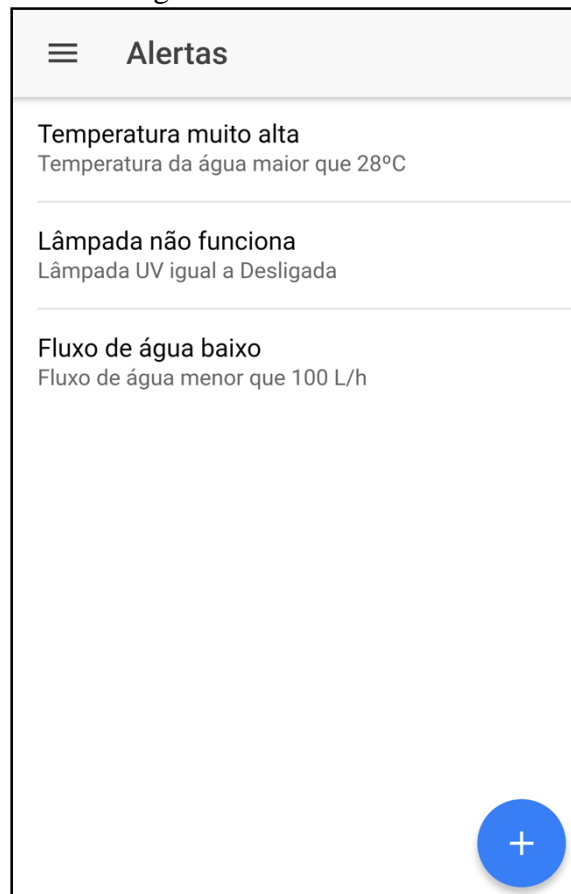 Alertas
Temperatura muito alta
Temperatura da água maior que 28ºC
Lâmpada não funciona
Lâmpada UV igual a Desligada
Fluxo de água baixo
Fluxo de água menor que 100 L/h
+